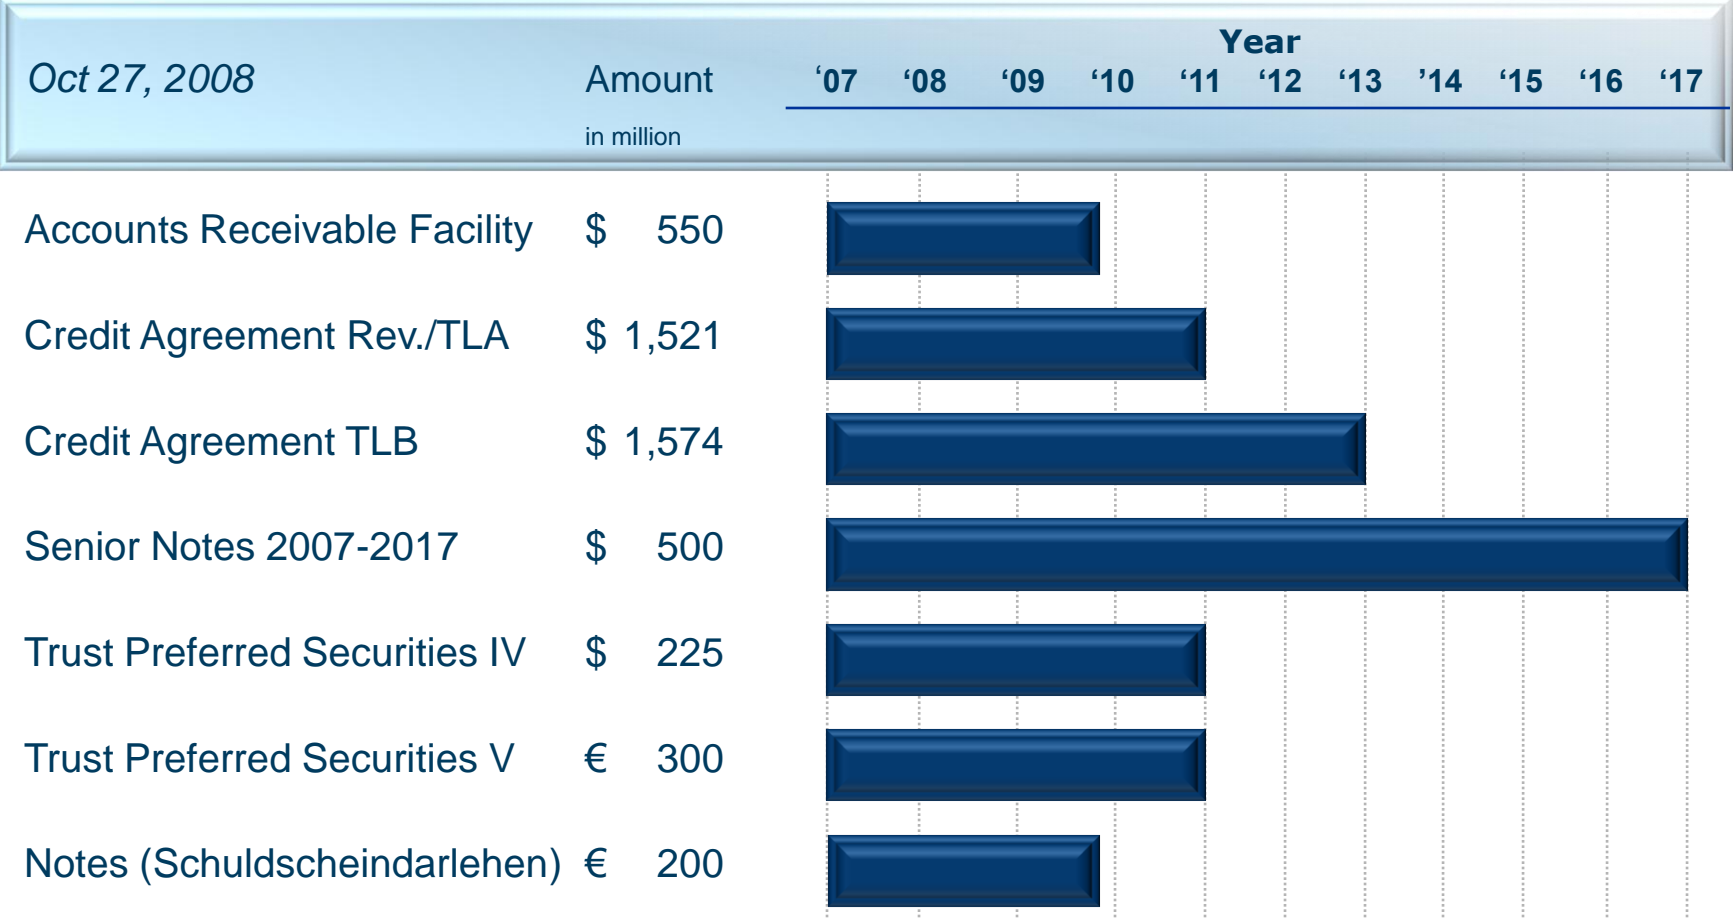 Year
Oct 27, 2008 Amount ‘07 ‘08 ‘09 ‘10 ‘11 ‘12 ‘13 ’14 ‘15 ‘16 ‘17
in million
Accounts Receivable Facility $ 550
Credit Agreement Rev./TLA $ 1,521
Credit Agreement TLB $ 1,574
Senior Notes 2007-2017 $ 500
Trust Preferred Securities IV $ 225
Trust Preferred Securities V € 300
Notes (Schuldscheindarlehen) € 200